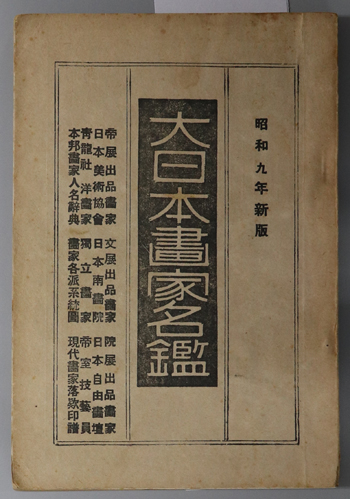 昭和九年新版
大日本畫家名鑑
帝展出品畫家 文展出品畫家 院展出品畫家
日本美術協會 日本南畫院 日本自由畫壇
青龍社 洋畫家 獨立畫家 帝室技藝員
本邦畫家人名辭典 畫家各派系統圖 現代畫家落款印譜